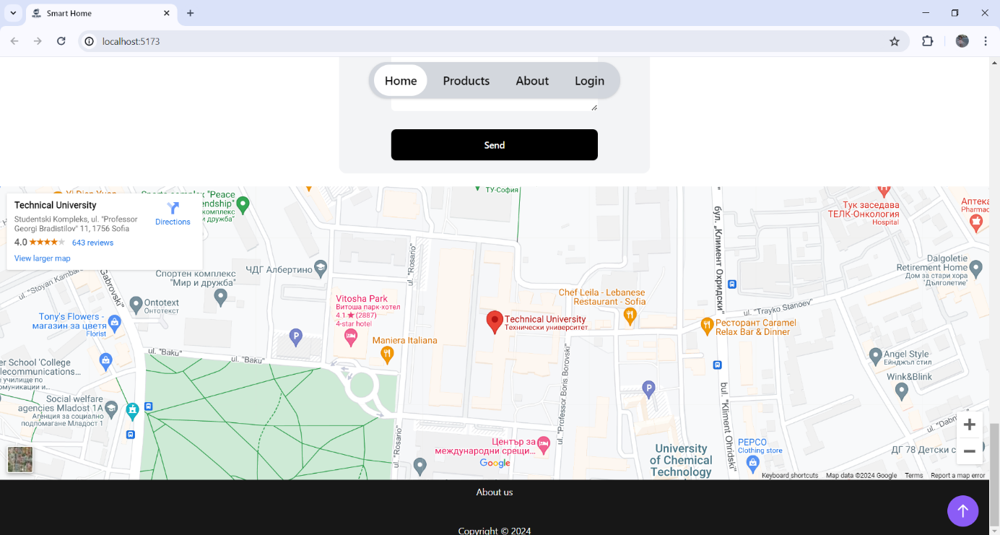 Smart Home
localhost:5173
Home
Products
About
Login
Send
Technical University
Studentski Kompleks, ul. "Professor
Georgi Bradistilov" 11, 1756 Sofia
4.0
643 reviews
View larger map
Directions
ТУ-София
Тук заседава
ТЕЛК-Онкология
Hospital
Аптека
Pharmac
бул. „Климент Охридски“
Dalgoletie
Retirement Home
Дом за стари хора
"Дълголетие"
ul. "Stoyan Kambar
Gabrovski"
Спортен комплекс
"Мир и дружба"
ЧДГ Албертино
ul. "Rosario"
Ontotext
Онтотекст
Tony's Flowers -
магазин за цветя
Florist
Vitosha Park
Витоша парк-хотел
4.1 ★ (2887)
4-star hotel
Maniera Italiana
Technical University
Технически университет
Chef Leila - Lebanese
Restaurant - Sofia
ul. "Trayko Stanoev"
Ресторант Caramel
Relax Bar & Dinner
Angel Style
Ейнджъл стил
Wink&Blink
ul. "Baku"
ul. "Baku"
P
P
er School 'College
lecommunications...
е училище по
омуникации и...
Social welfare
agencies Mladost 1A
Агенция за социално
подпомагане Младост 1
ul. "Professor Boris Borovski"
bul. "Kliment Ohridski"
ul. "Rosario"
Център за
международни срещи...
Google
University
of Chemical
Technology
PEPCO
Clothing store
ul. "Dabni
ДГ 78 Детски с
Keyboard shortcuts
Map data ©2024 Google
Terms
Report a map error
About us
Copyright © 2024